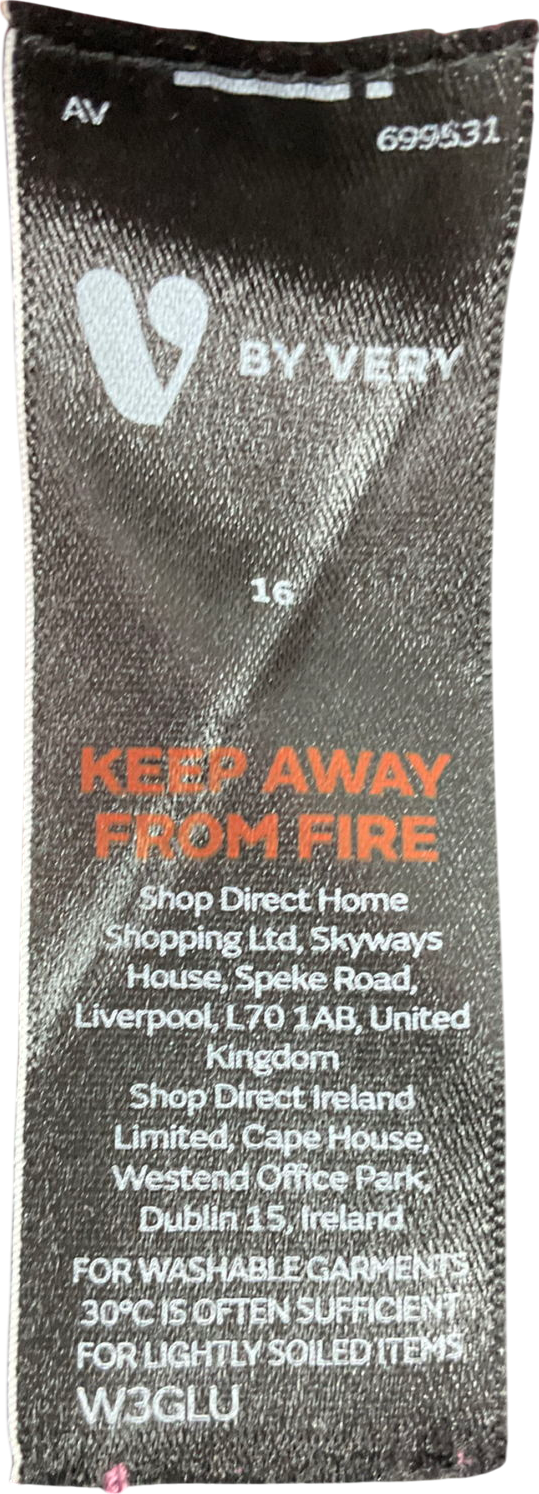 AV
699531
V BY VERY
16
KEEP AWAY
FROM FIRE
Shop Direct Home
Shopping Ltd, Skyways
House, Speke Road,
Liverpool, L70 1AB, United
Kingdom
Shop Direct Ireland
Limited, Cape House,
Westend Office Park,
Dublin 15, Ireland
FOR WASHABLE GARMENTS
30°C IS OFTEN SUFFICIENT
FOR LIGHTLY SOILED ITEMS
W3GLU